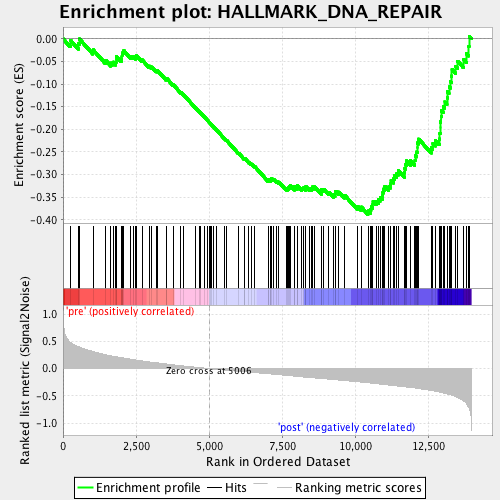 Enrichment plot: HALLMARK_DNA_REPAIR
Enrichment score (ES)
0.00
-0.05
-0.10
-0.15
-0.20
-0.25
-0.30
-0.35
-0.40
Ranked list metric (Signal2Noise)
1.0
0.5
0.0
-0.5
-1.0
'pre' (positively correlated)
Zero cross at 5006
'post' (negatively correlated)
0
2,500
5,000
7,500
10,000
12,500
Rank in Ordered Dataset
Enrichment profile
Hits
Ranking metric scores